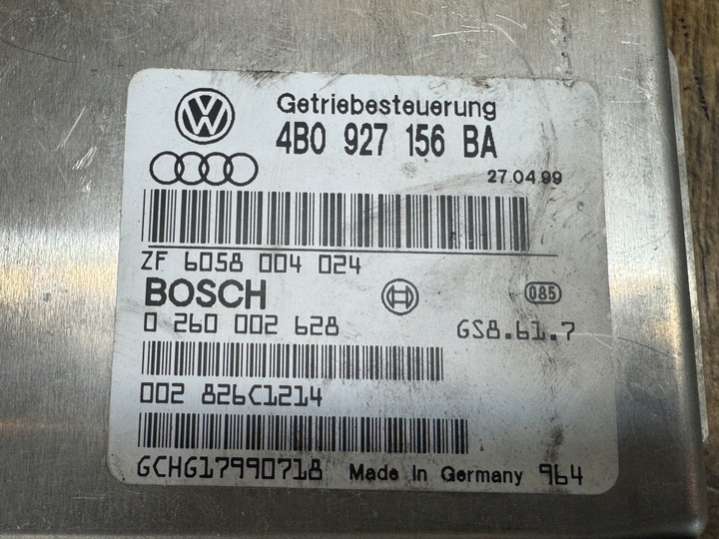 Getriebesteuerung
4B0 927 156 BA
27.04.99
ZF 6058 004 024
BOSCH
085
0 260 002 628 GS8.61.7
002 826C1214
GCHG17990718 Made In Germany 964